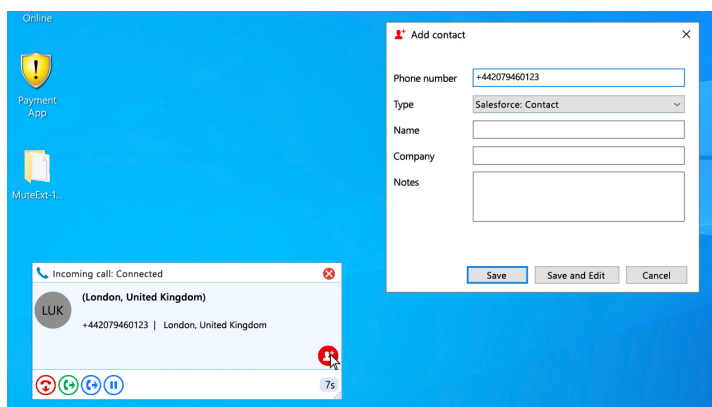 Online
Payment
App
MuteExt-1...
Add contact
Phone number +442079460123
Type Salesforce: Contact
Name
Company
Notes
Save Save and Edit Cancel
Incoming call: Connected
LUK
(London, United Kingdom)
+442079460123 | London, United Kingdom
7s